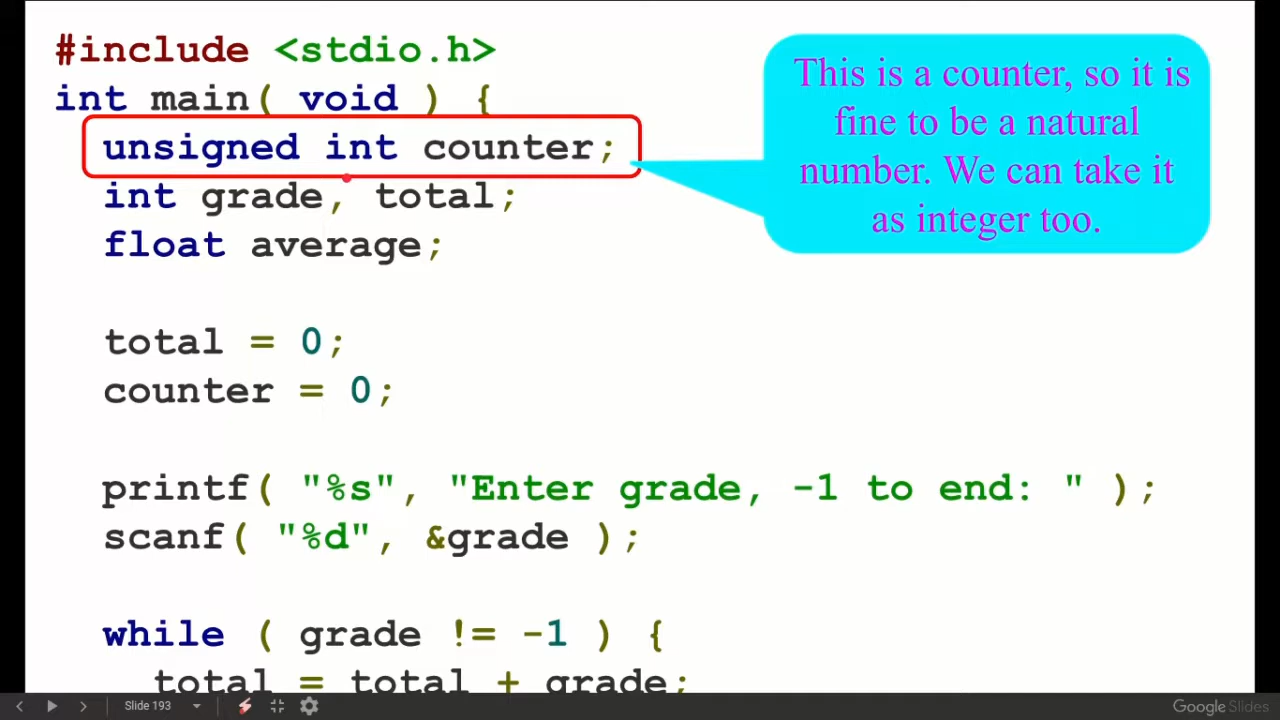 #include <stdio.h>
int main( void ) {
unsigned int counter;
int grade, total;
float average;
This is a counter, so it is
fine to be a natural
number. We can take it
as integer too.
total = 0;
counter = 0;
printf( "%s", "Enter grade, -1 to end: " );
scanf( "%d", &grade );
while ( grade != -1 ) {
total = total + grade;
Slide 193
Google Slides